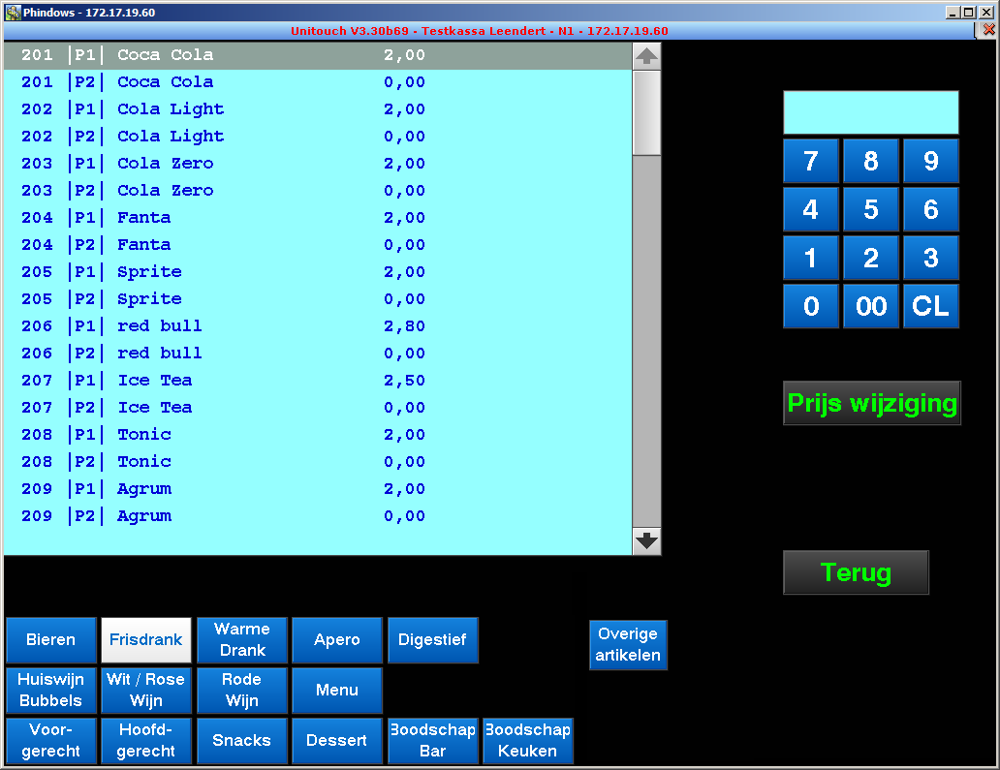 Phindows - 172.17.19.60
Unitouch V3.30b69 - Testkassa Leendert - N1 - 172.17.19.60
201 |P1| Coca Cola 2,00
201 |P2| Coca Cola 0,00
202 |P1| Cola Light 2,00
202 |P2| Cola Light 0,00
203 |P1| Cola Zero 2,00
203 |P2| Cola Zero 0,00
204 |P1| Fanta 2,00
204 |P2| Fanta 0,00
205 |P1| Sprite 2,00
205 |P2| Sprite 0,00
206 |P1| red bull 2,80
206 |P2| red bull 0,00
207 |P1| Ice Tea 2,50
207 |P2| Ice Tea 0,00
208 |P1| Tonic 2,00
208 |P2| Tonic 0,00
209 |P1| Agrum 2,00
209 |P2| Agrum 0,00
7 8 9
4 5 6
1 2 3
0 00 CL
Prijs wijziging
Terug
Bieren
Frisdrank
Warme
Drank
Apero
Digestief
Overige
artikelen
Huiswijn
Bubbels
Wit / Rose
Wijn
Rode
Wijn
Menu
Voor-
gerecht
Hoofd-
gerecht
Snacks
Dessert
Boodschap
Bar
Boodschap
Keuken